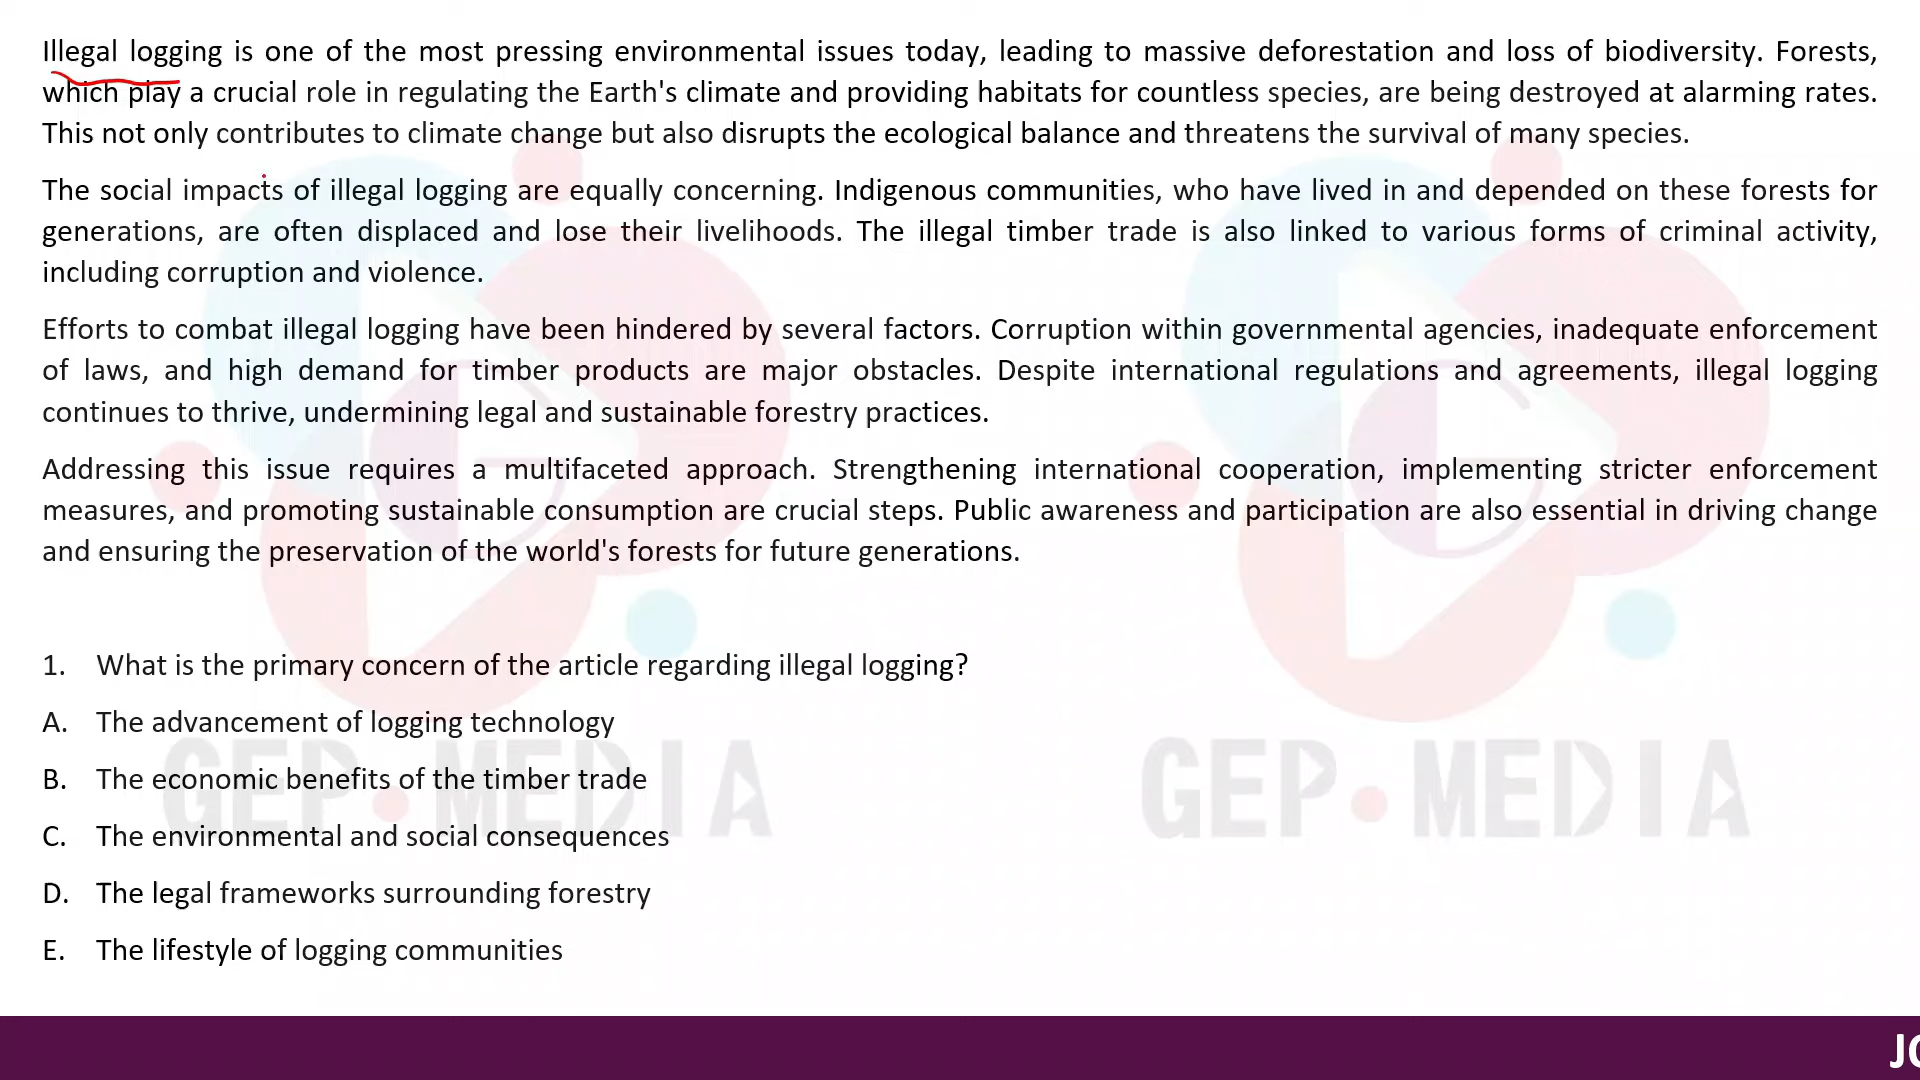 Illegal logging is one of the most pressing environmental issues today, leading to massive deforestation and loss of biodiversity. Forests,
which play a crucial role in regulating the Earth's climate and providing habitats for countless species, are being destroyed at alarming rates.
This not only contributes to climate change but also disrupts the ecological balance and threatens the survival of many species.
The social impacts of illegal logging are equally concerning. Indigenous communities, who have lived in and depended on these forests for
generations, are often displaced and lose their livelihoods. The illegal timber trade is also linked to various forms of criminal activity,
including corruption and violence.
Efforts to combat illegal logging have been hindered by several factors. Corruption within governmental agencies, inadequate enforcement
of laws, and high demand for timber products are major obstacles. Despite international regulations and agreements, illegal logging
continues to thrive, undermining legal and sustainable forestry practices.
Addressing this issue requires a multifaceted approach. Strengthening international cooperation, implementing stricter enforcement
measures, and promoting sustainable consumption are crucial steps. Public awareness and participation are also essential in driving change
and ensuring the preservation of the world's forests for future generations.
1. What is the primary concern of the article regarding illegal logging?
A. The advancement of logging technology
B. The economic benefits of the timber trade
C. The environmental and social consequences
D. The legal frameworks surrounding forestry
E. The lifestyle of logging communities
GEP•MEDIA GEP•MEDIA